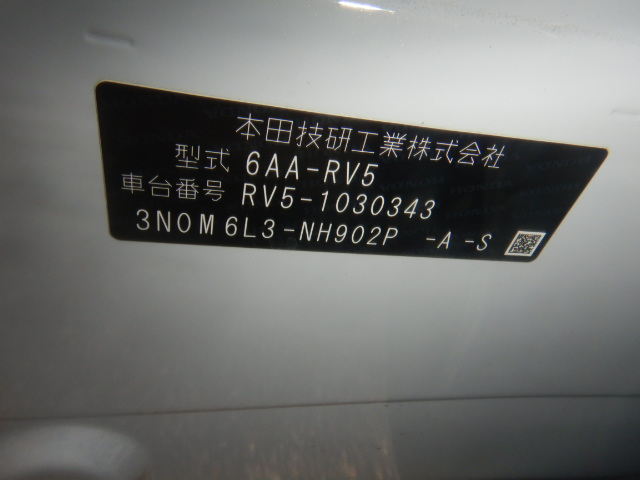 本田技研工業株式会社
型式 6AA-RV5
車台番号 RV5-1030343
3N0M6L3-NH902P -A -S